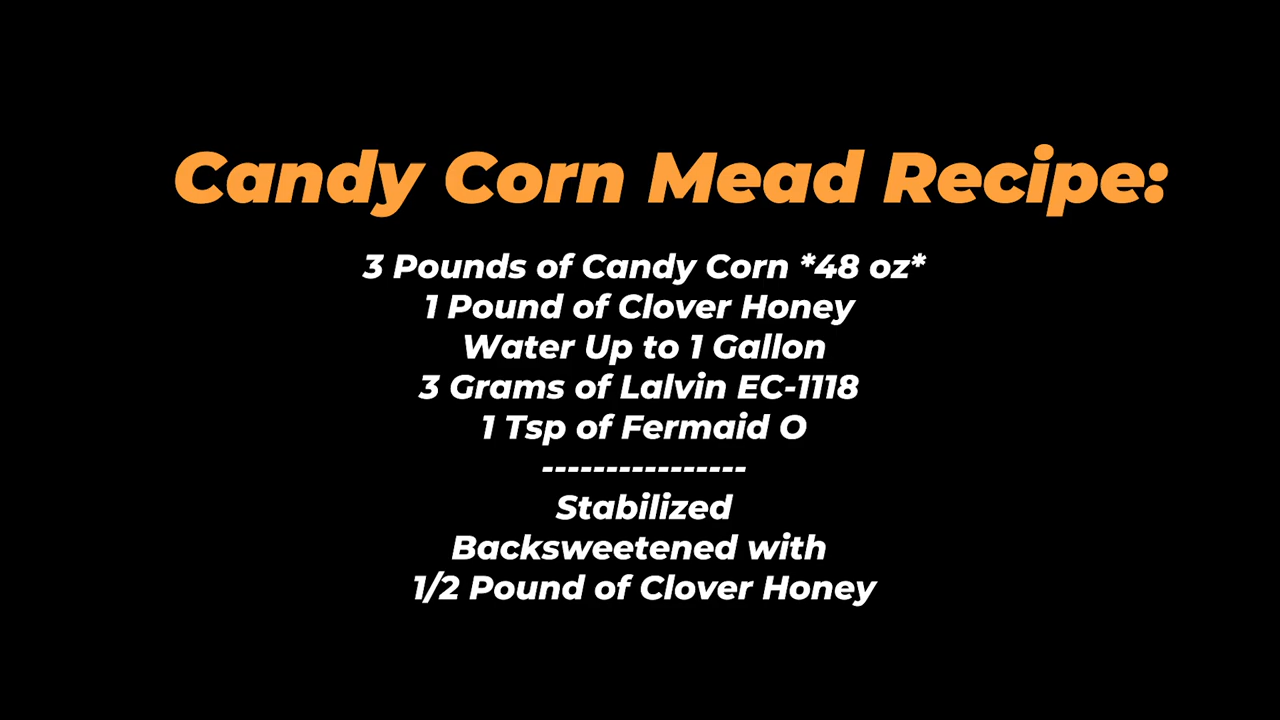 Candy Corn Mead Recipe:
3 Pounds of Candy Corn *48 oz*
1 Pound of Clover Honey
Water Up to 1 Gallon
3 Grams of Lalvin EC-1118
1 Tsp of Fermaid O
----------------
Stabilized
Backsweetened with
1/2 Pound of Clover Honey